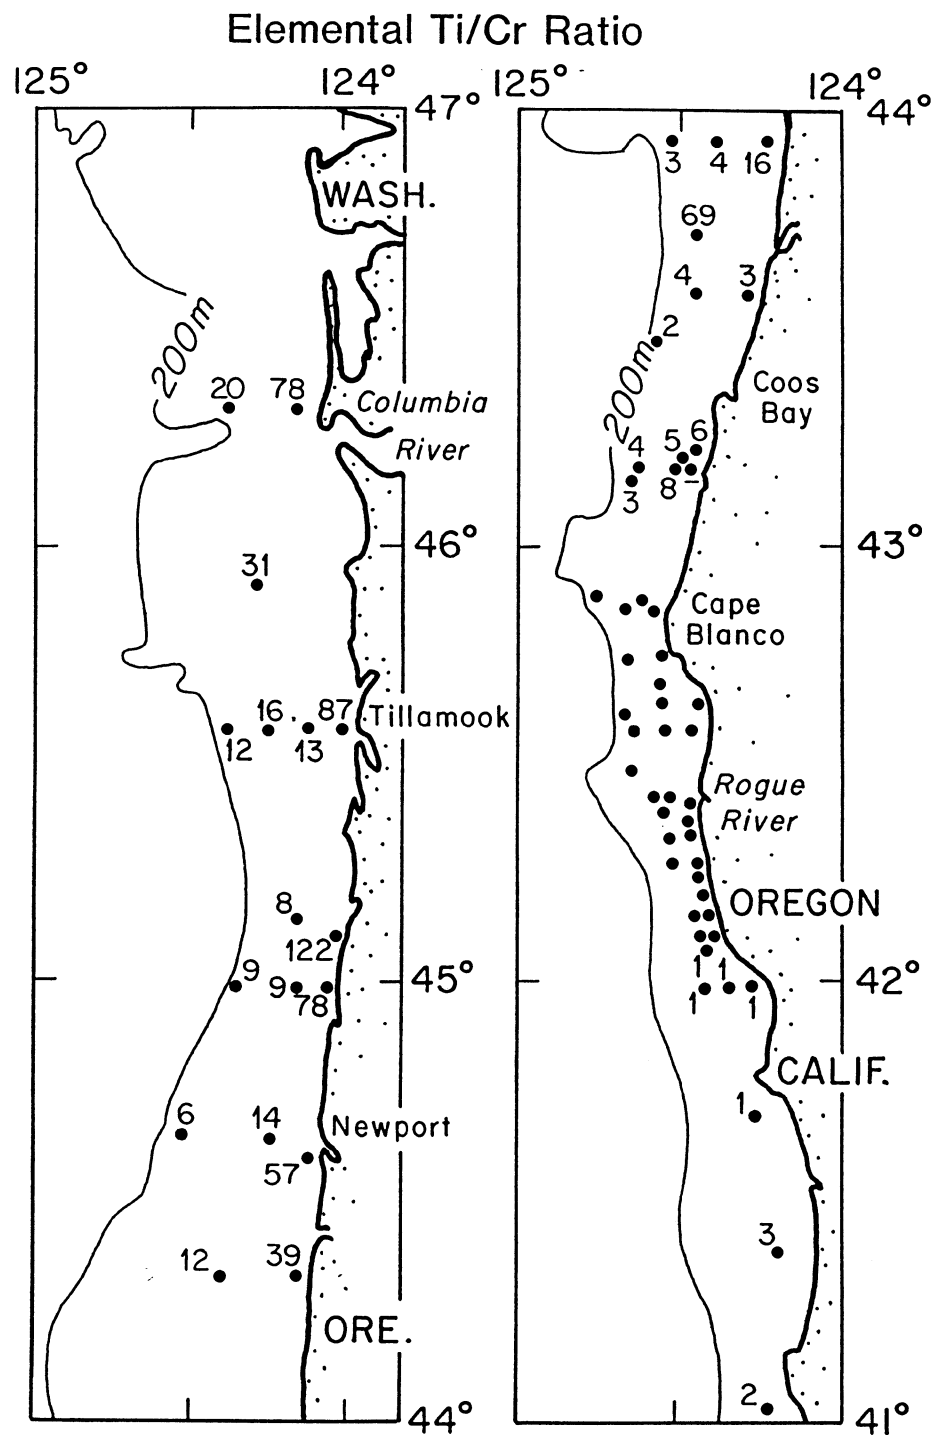 Elemental Ti/Cr Ratio
125° 124°
47°
WASH.
200m
20 78
Columbia
River
46°
31
16 87
Tillamook
12 13
8
122
9 9 78
45°
6 14
Newport
57
12 39
ORE.
44°
125° 124°
44°
3 4 16
69
4 3
2
200m
Coos
Bay
6
4 5
8 –
3
43°
Cape
Blanco
Rogue
River
OREGON
1 1
42°
1 1
CALIF.
1
3
2
41°